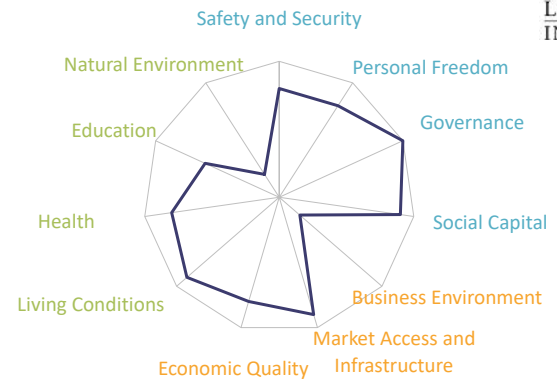 Safety and Security
Natural Environment
Personal Freedom
Education
Governance
Health
Social Capital
Living Conditions
Business Environment
Market Access and
Infrastructure
Economic Quality